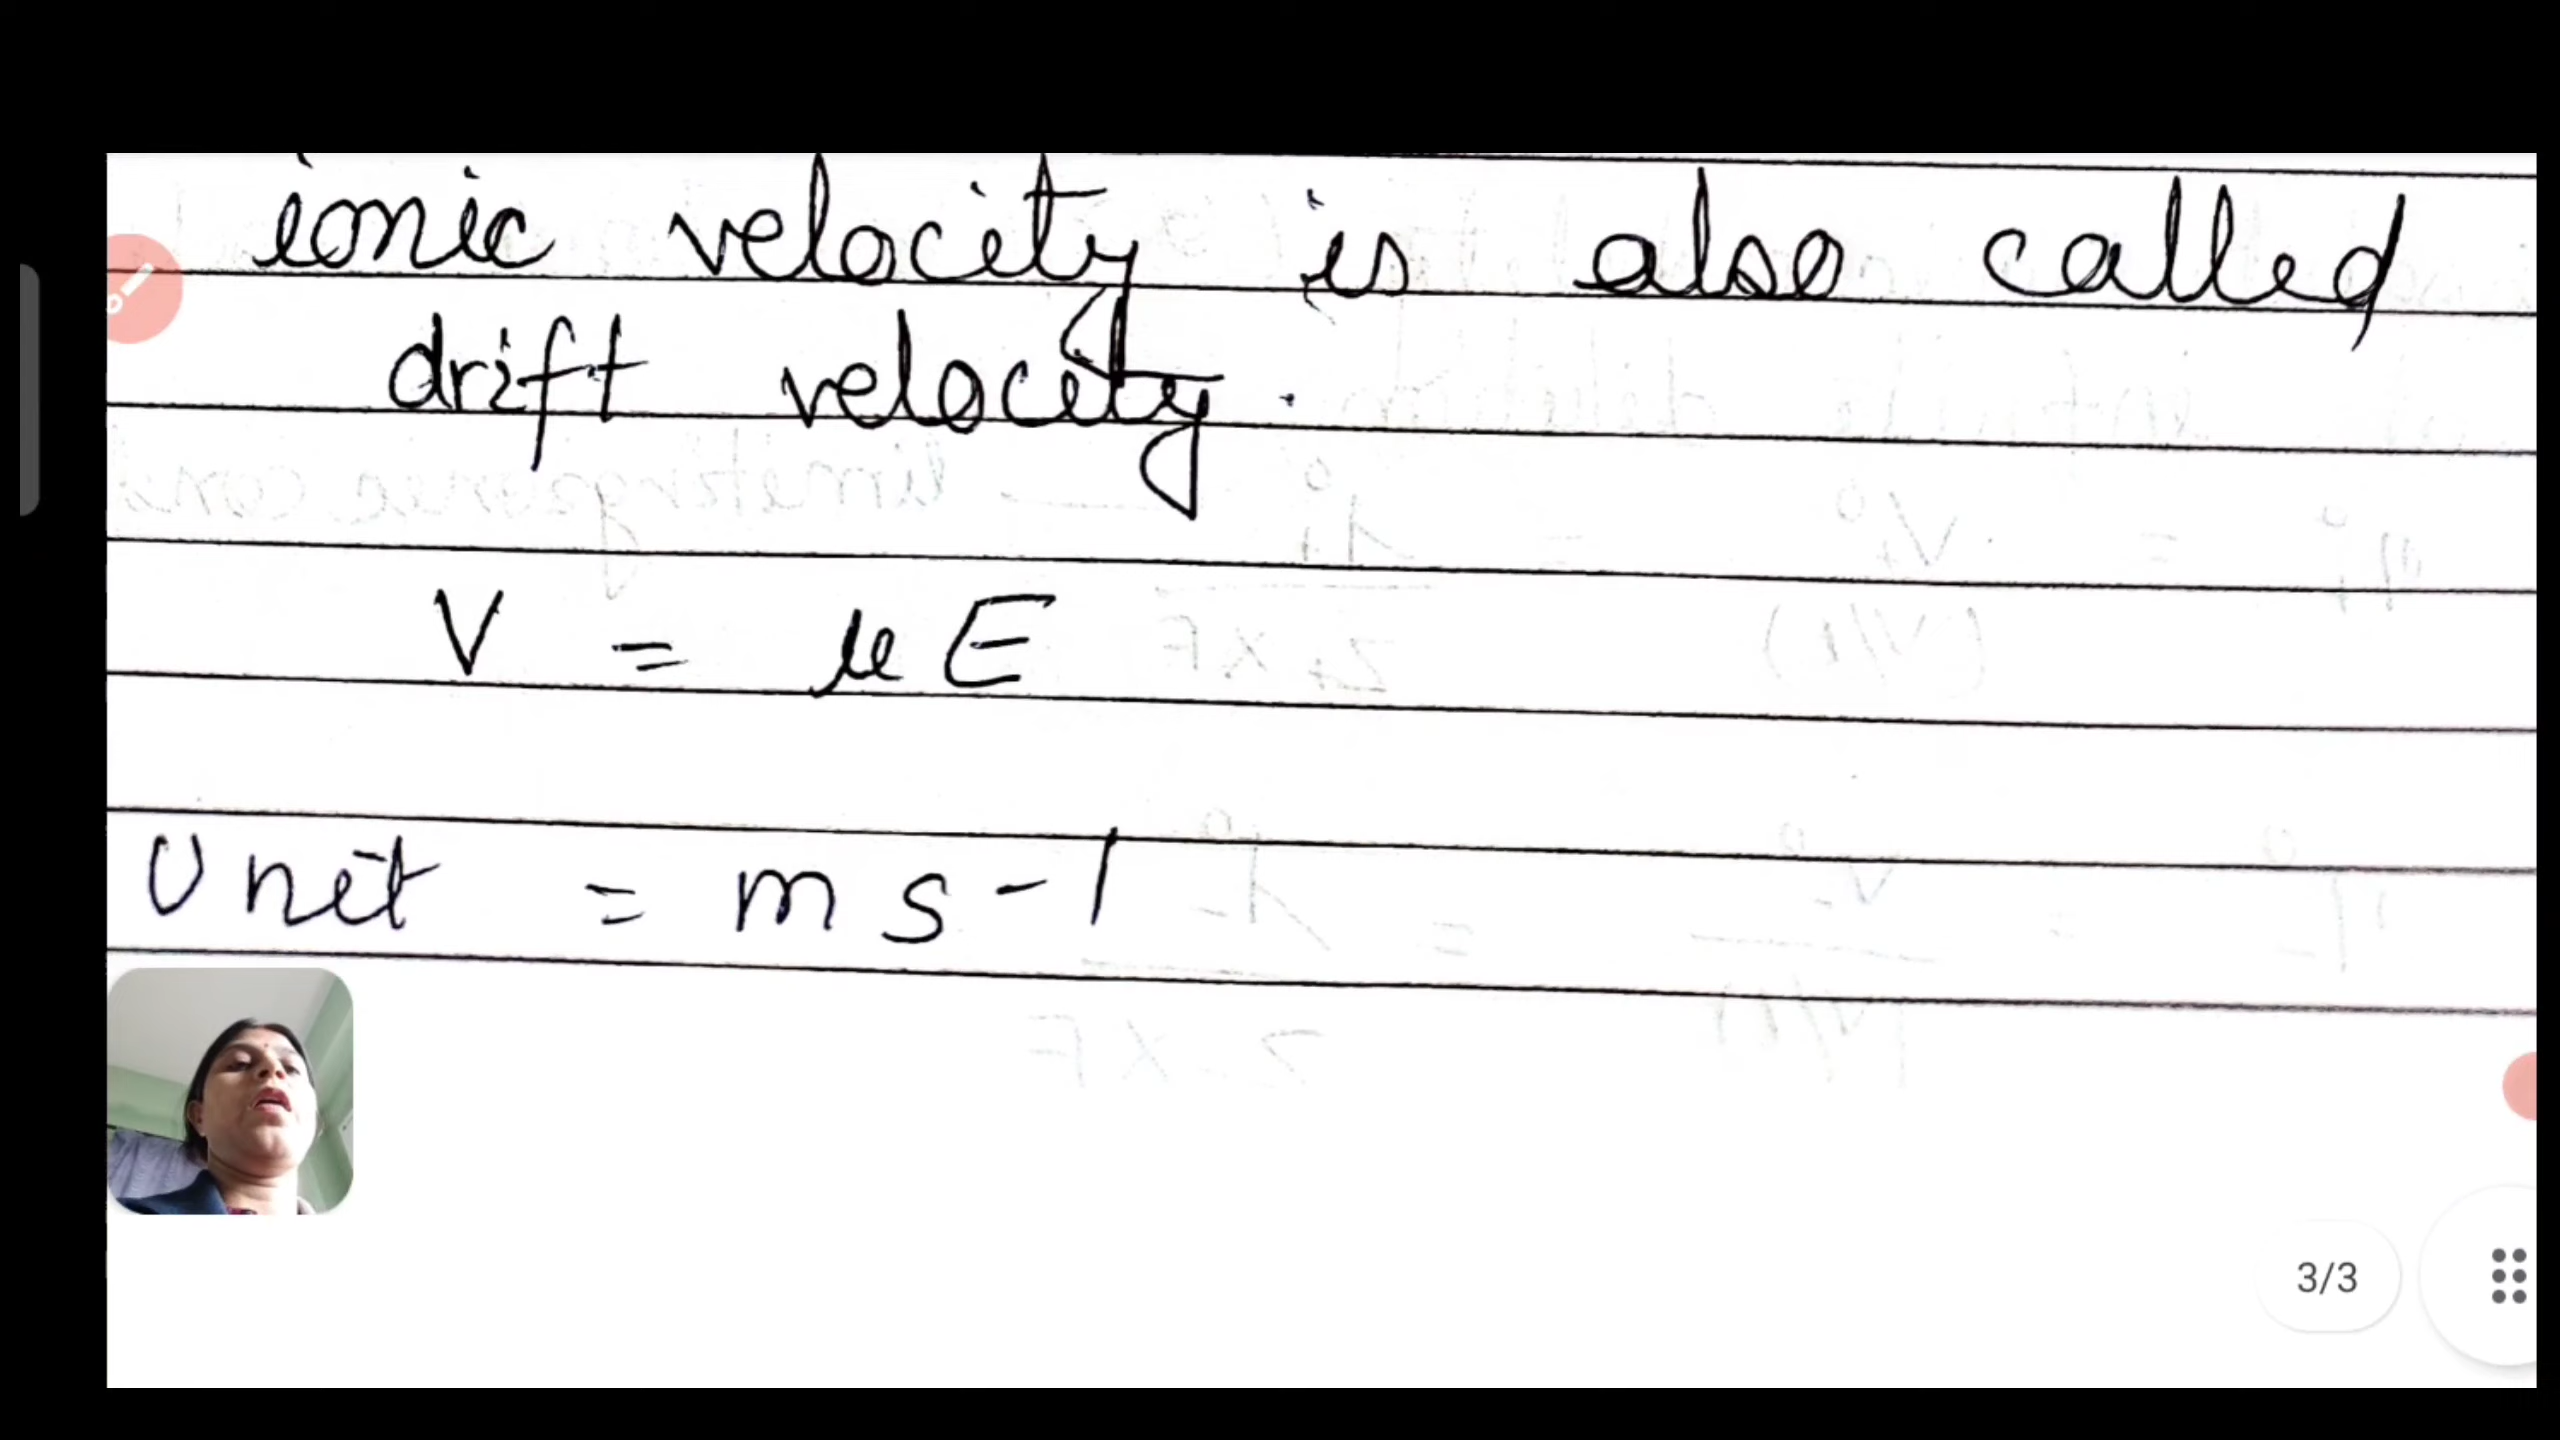 ionic velocity is also called
drift velocity.
V = μE
Unit = m s-1
3/3